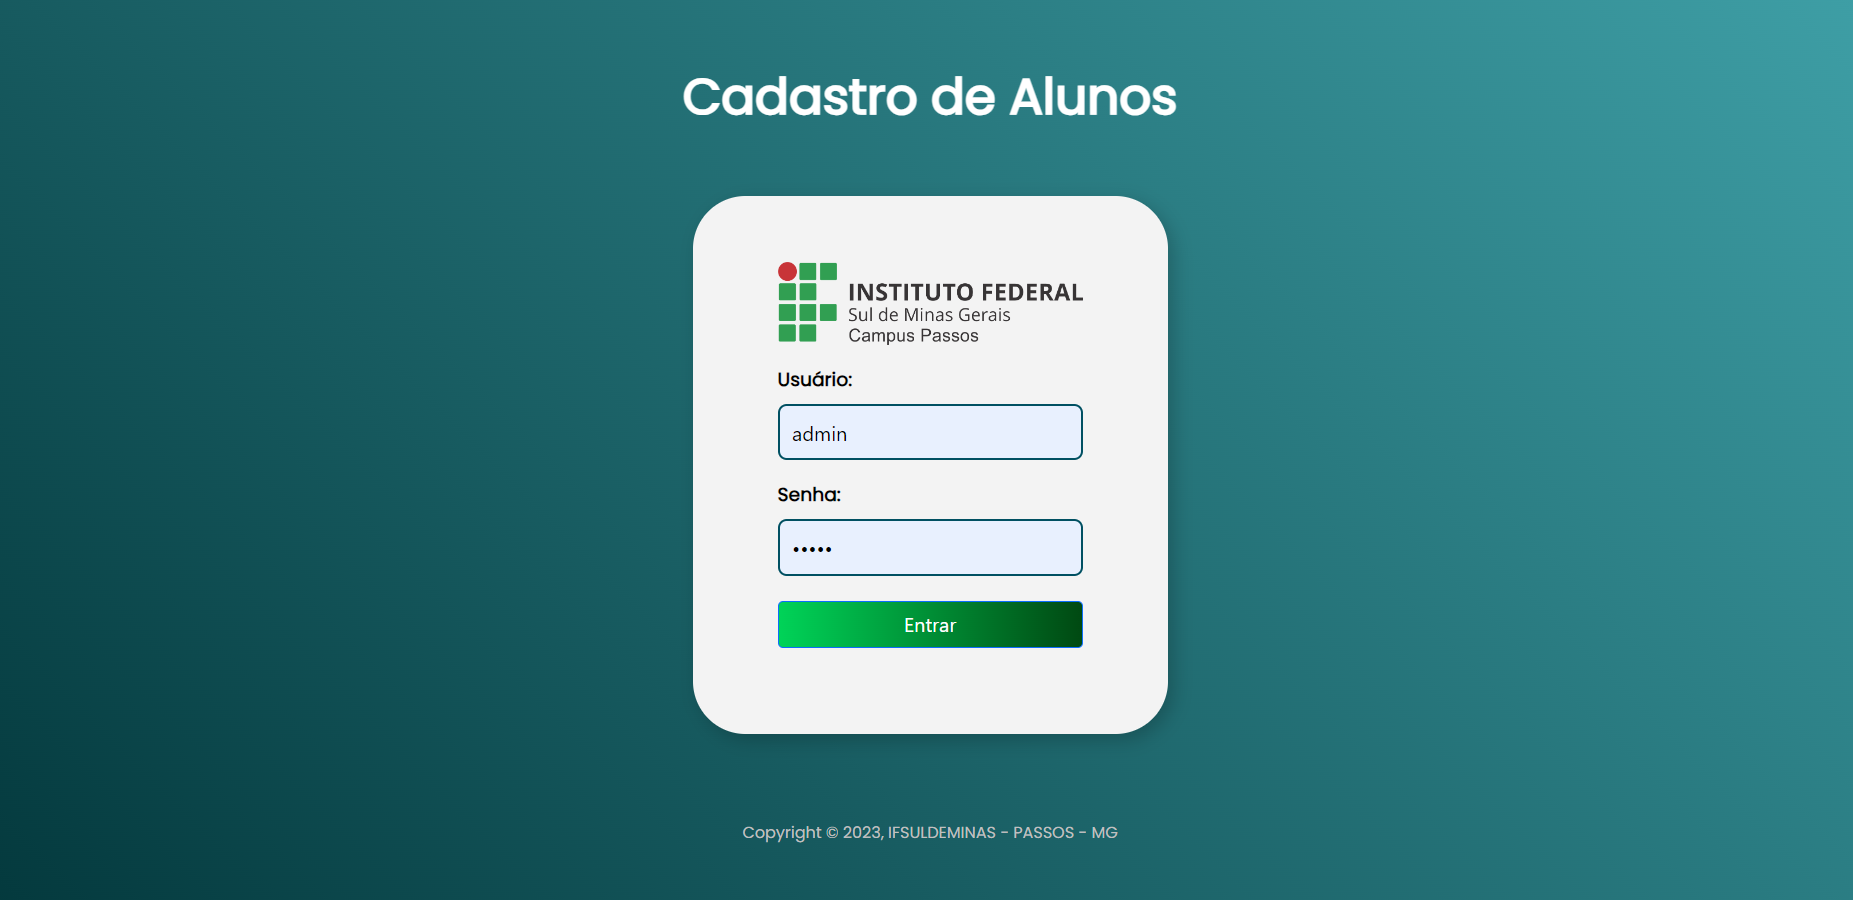 Cadastro de Alunos
INSTITUTO FEDERAL
Sul de Minas Gerais
Campus Passos
Usuário:
admin
Senha:
•••••
Entrar
Copyright © 2023, IFSULDEMINAS - PASSOS - MG